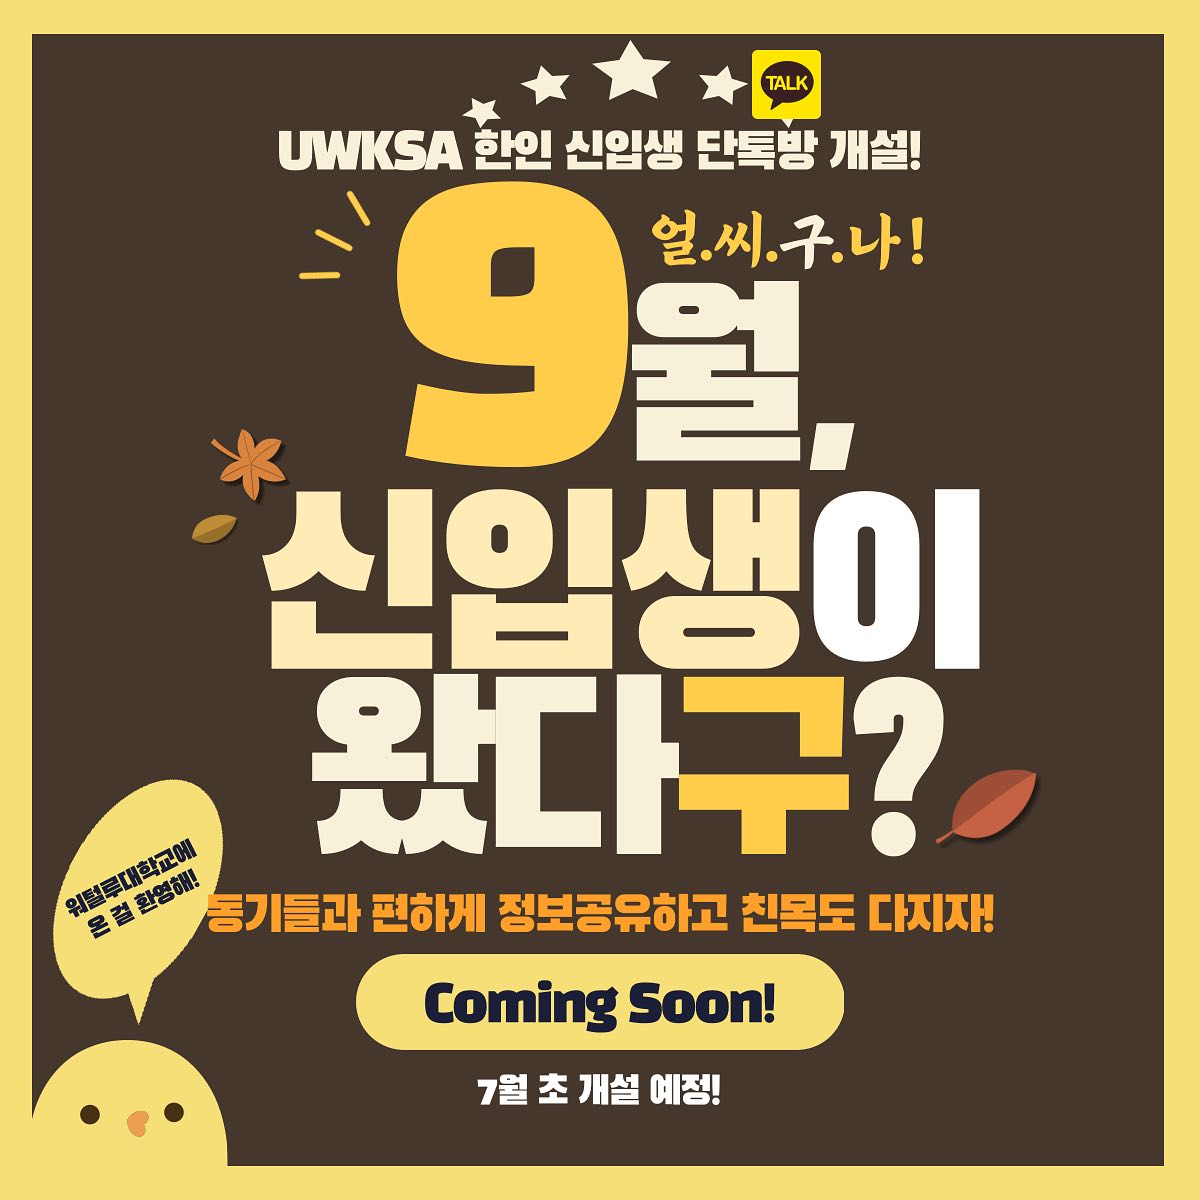 TALK
UWKSA 한인 신입생 단톡방 개설!
얼.씨.구.나!
9월,
신입생이
왔다구?
워털루대학교에
온 걸 환영해!
동기들과 편하게 정보공유하고 친목도 다지자!
Coming Soon!
7월 초 개설 예정!